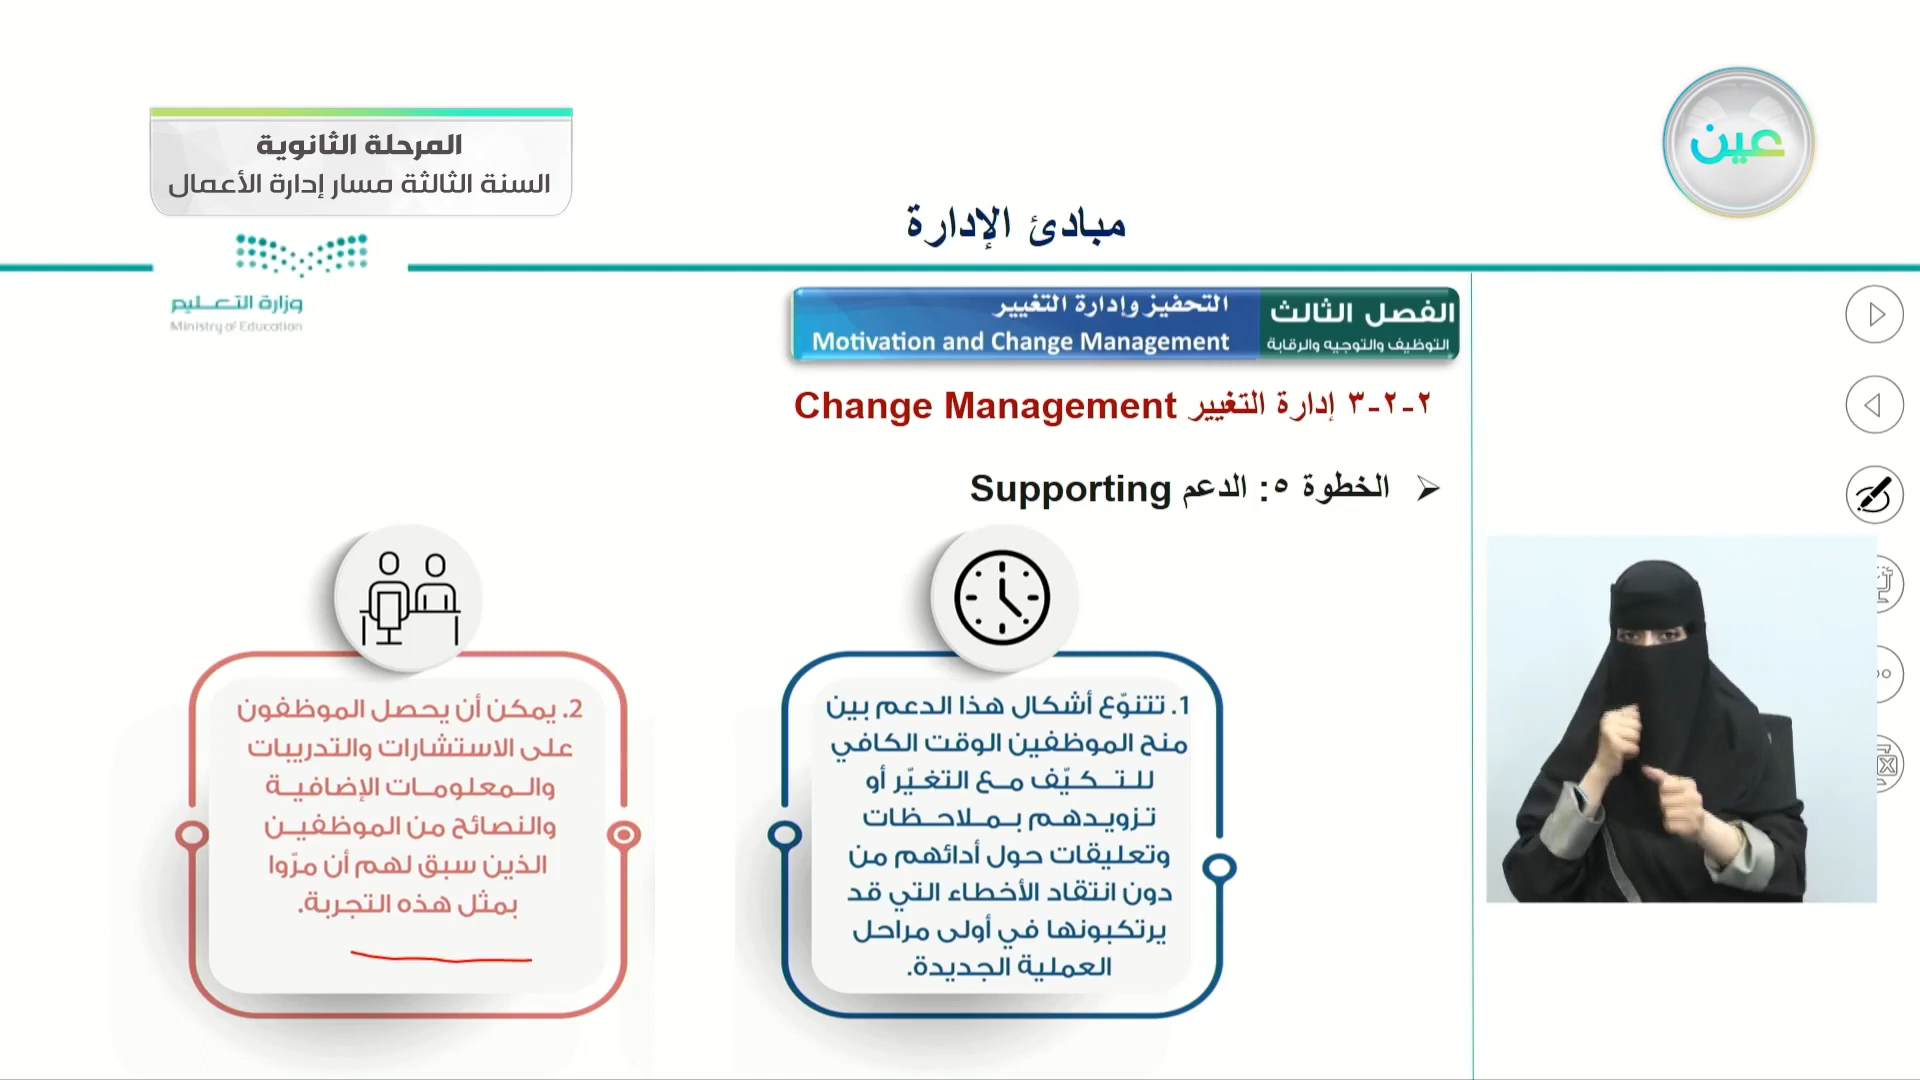 المرحلة الثانوية
السنة الثالثة مسار إدارة الأعمال
عين
مبادئ الإدارة
وزارة التعليم
Ministry of Education
الفصل الثالث
التوظيف والتوجيه والرقابة
التحفيز وإدارة التغيير
Motivation and Change Management
٢-٢-٣ إدارة التغيير Change Management
الخطوة ٥: الدعم Supporting
1. تتنوّع أشكال هذا الدعم بين
منح الموظفين الوقت الكافي
للتكيّف مع التغيّر أو
تزويدهم بملاحظات
وتعليقات حول أدائهم من
دون انتقاد الأخطاء التي قد
يرتكبونها في أولى مراحل
العملية الجديدة.
2. يمكن أن يحصل الموظفون
على الاستشارات والتدريبات
والمعلومات الإضافية
والنصائح من الموظفين
الذين سبق لهم أن مرّوا
بمثل هذه التجربة.